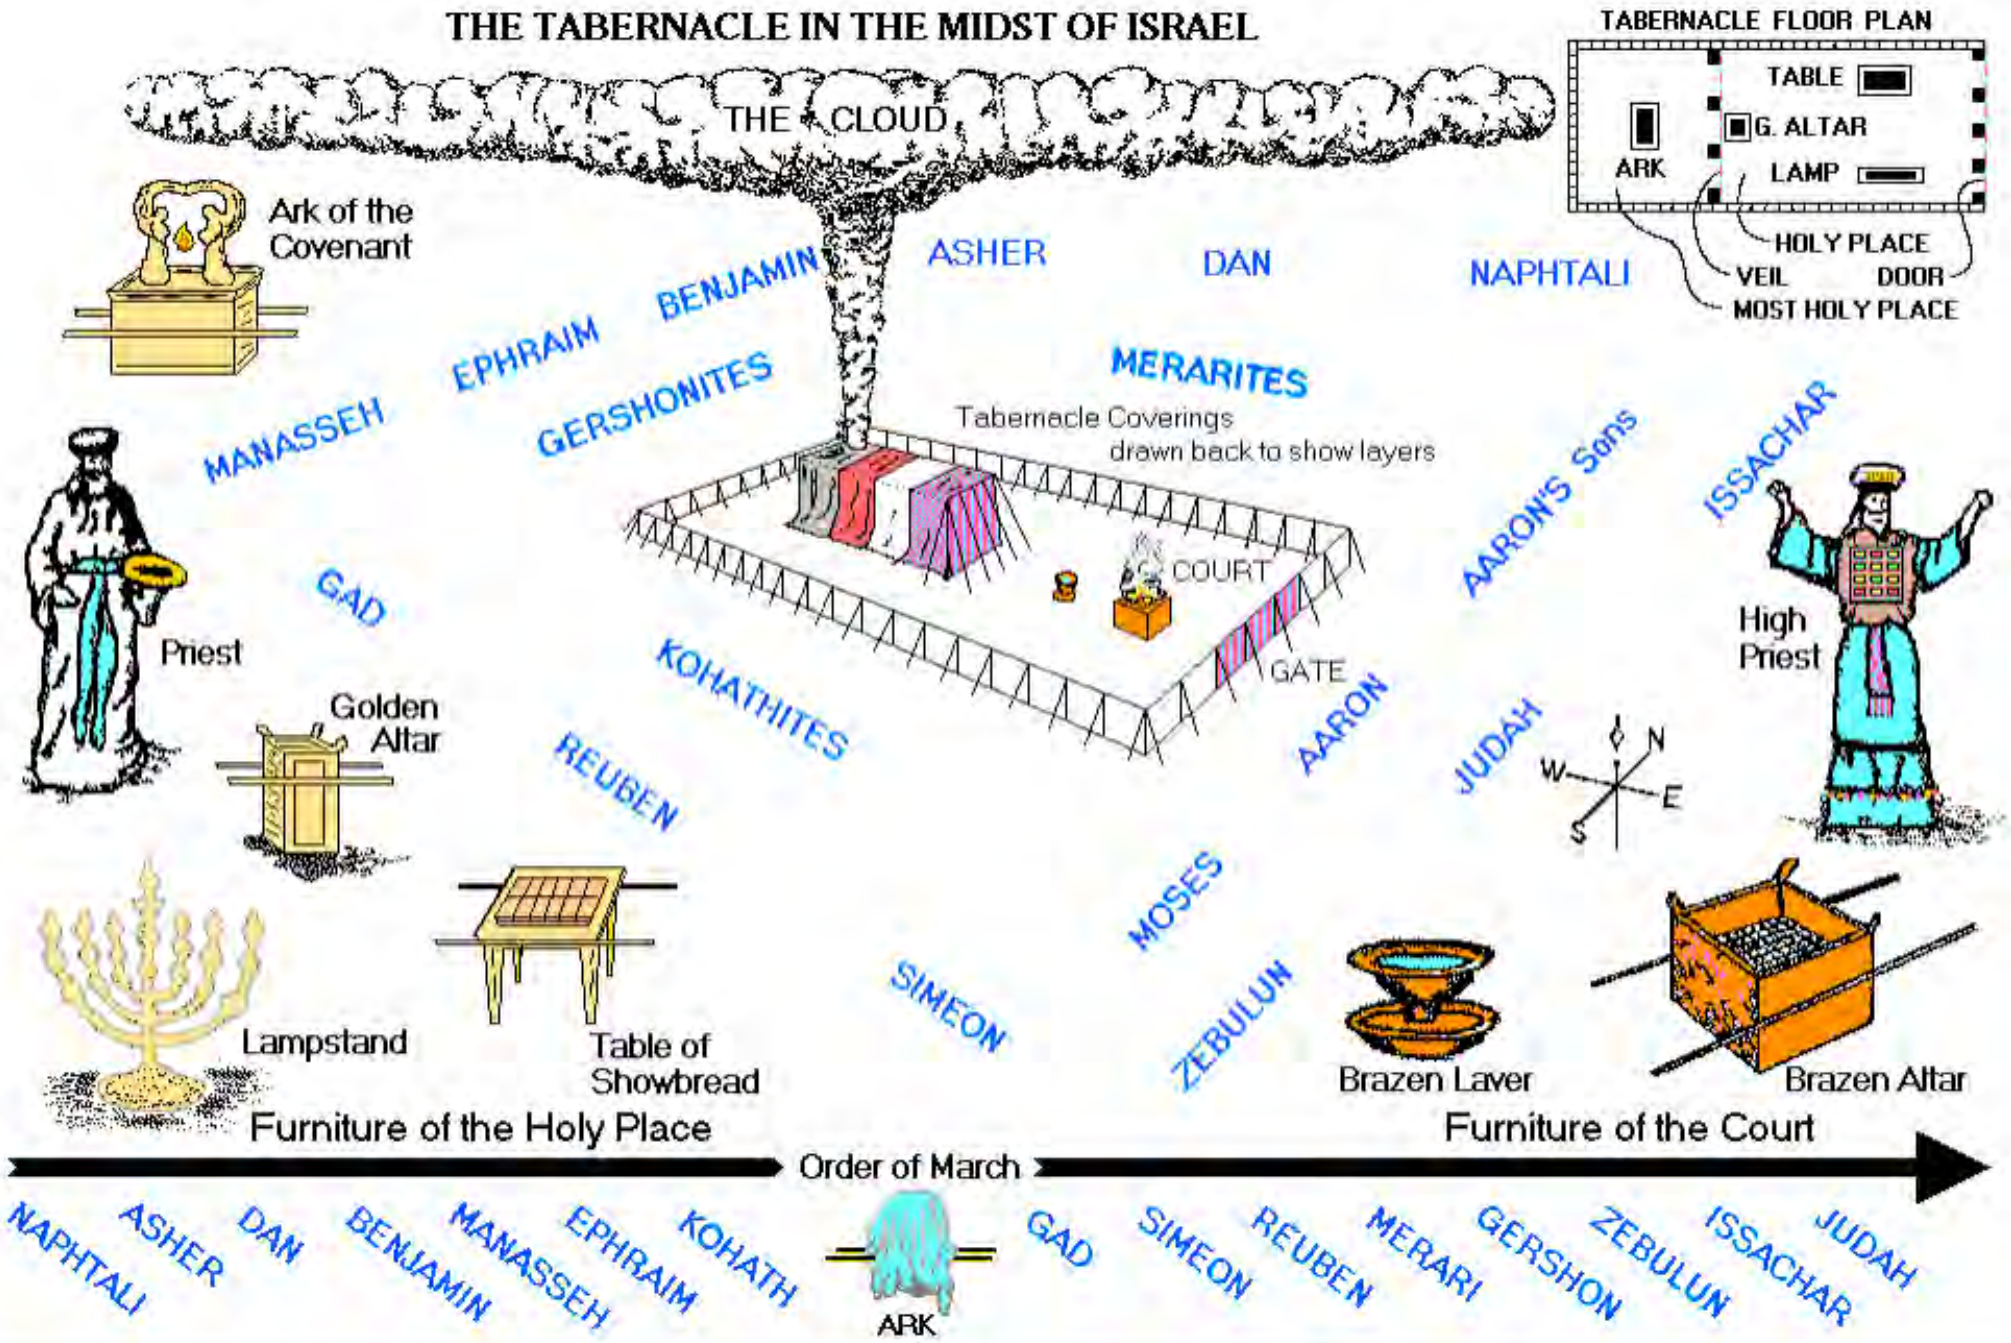 THE TABERNACLE IN THE MIDST OF ISRAEL
TABERNACLE FLOOR PLAN
TABLE
G. ALTAR
ARK
LAMP
HOLY PLACE
VEIL
DOOR
MOST HOLY PLACE
THE CLOUD
Ark of the
Covenant
BENJAMIN
ASHER
DAN
NAPHTALI
EPHRAIM
MANASSEH
GERSHONITES
MERARITES
Tabernacle Coverings
drawn back to show layers
AARON'S Sons
ISSACHAR
COURT
GATE
GAD
Priest
KOHATHITES
High
Priest
Golden
Altar
REUBEN
AARON
JUDAH
N
W
E
S
MOSES
SIMEON
ZEBULUN
Lampstand
Table of
Showbread
Brazen Laver
Brazen Altar
Furniture of the Holy Place
Furniture of the Court
Order of March
NAPHTALI
ASHER
DAN
BENJAMIN
MANASSEH
EPHRAIM
KOHATH
ARK
GAD
SIMEON
REUBEN
MERARI
GERSHON
ZEBULUN
ISSACHAR
JUDAH